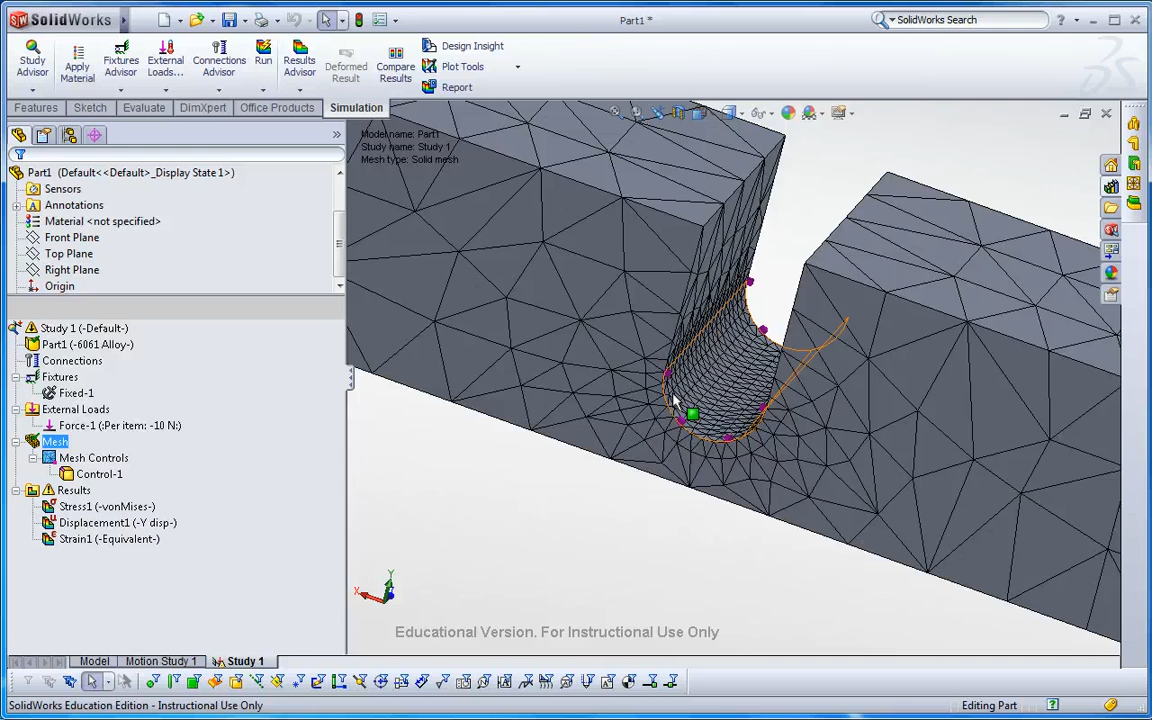 SolidWorks
Part1 *
SolidWorks Search
Study
Advisor
Apply
Material
Fixtures
Advisor
External
Loads...
Connections
Advisor
Run
Results
Advisor
Deformed
Result
Compare
Results
Design Insight
Plot Tools
Report
Features
Sketch
Evaluate
DimXpert
Office Products
Simulation
Model name: Part1
Study name: Study 1
Mesh type: Solid mesh
Part1 (Default<<Default>_Display State 1>)
Sensors
Annotations
Material <not specified>
Front Plane
Top Plane
Right Plane
Origin
Study 1 (-Default-)
Part1 (-6061 Alloy-)
Connections
Fixtures
Fixed-1
External Loads
Force-1 (:Per item: -10 N:)
Mesh
Mesh Controls
Control-1
Results
Stress1 (-vonMises-)
Displacement1 (-Y disp-)
Strain1 (-Equivalent-)
Y
X
Educational Version. For Instructional Use Only
Model
Motion Study 1
Study 1
SolidWorks Education Edition - Instructional Use Only
Editing Part